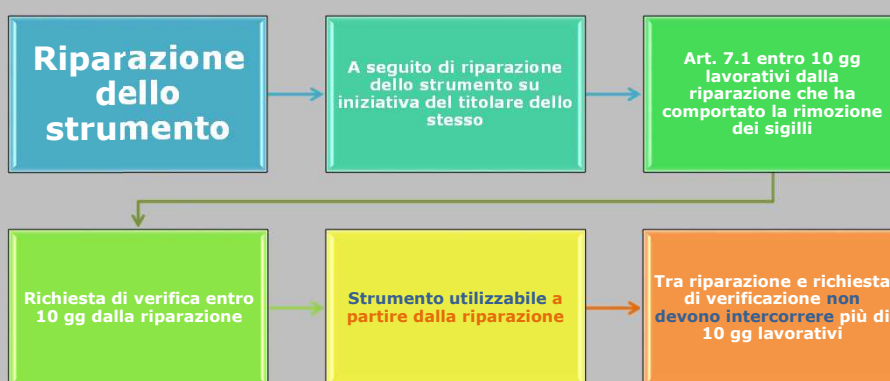 Riparazione
dello
strumento
A seguito di riparazione
dello strumento su
iniziativa del titolare dello
stesso
Art. 7.1 entro 10 gg
lavorativi dalla
riparazione che ha
comportato la rimozione
dei sigilli
Richiesta di verifica entro
10 gg dalla riparazione
Strumento utilizzabile a
partire dalla riparazione
Tra riparazione e richiesta
di verificazione non
devono intercorrere più di
10 gg lavorativi